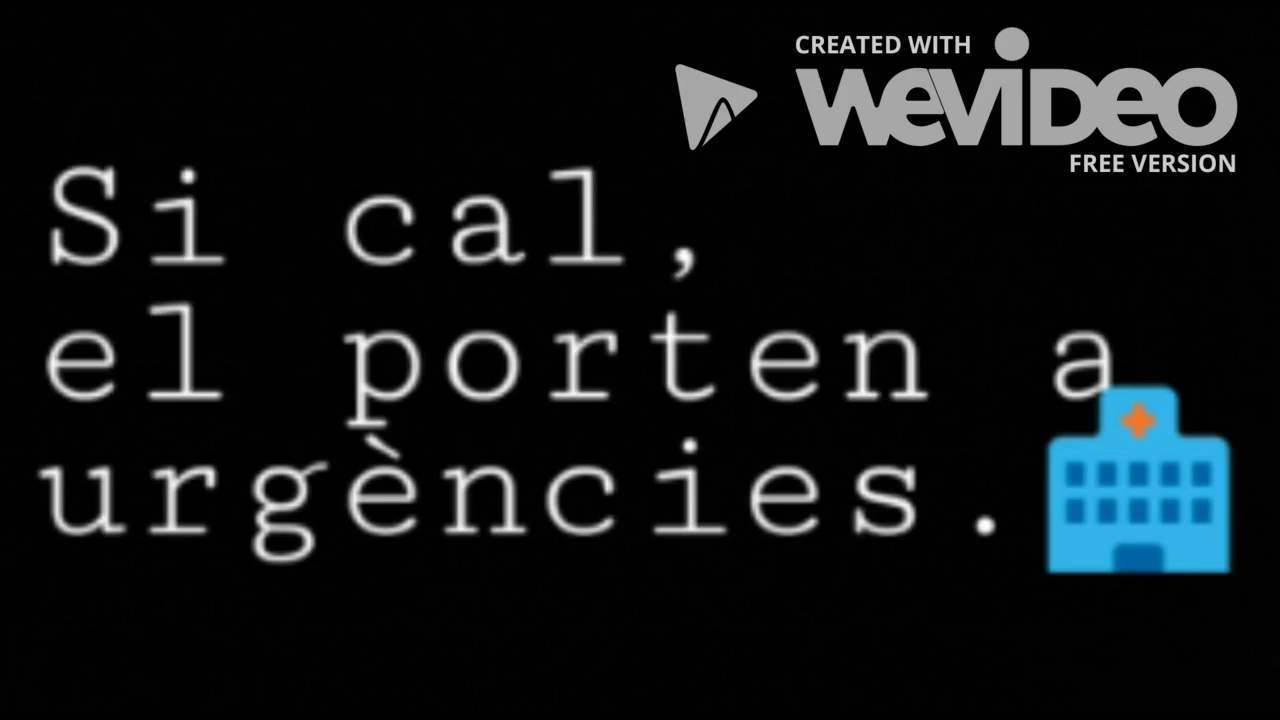 CREATED WITH
WEVIDEO
FREE VERSION
Si cal,
el porten a
urgències.